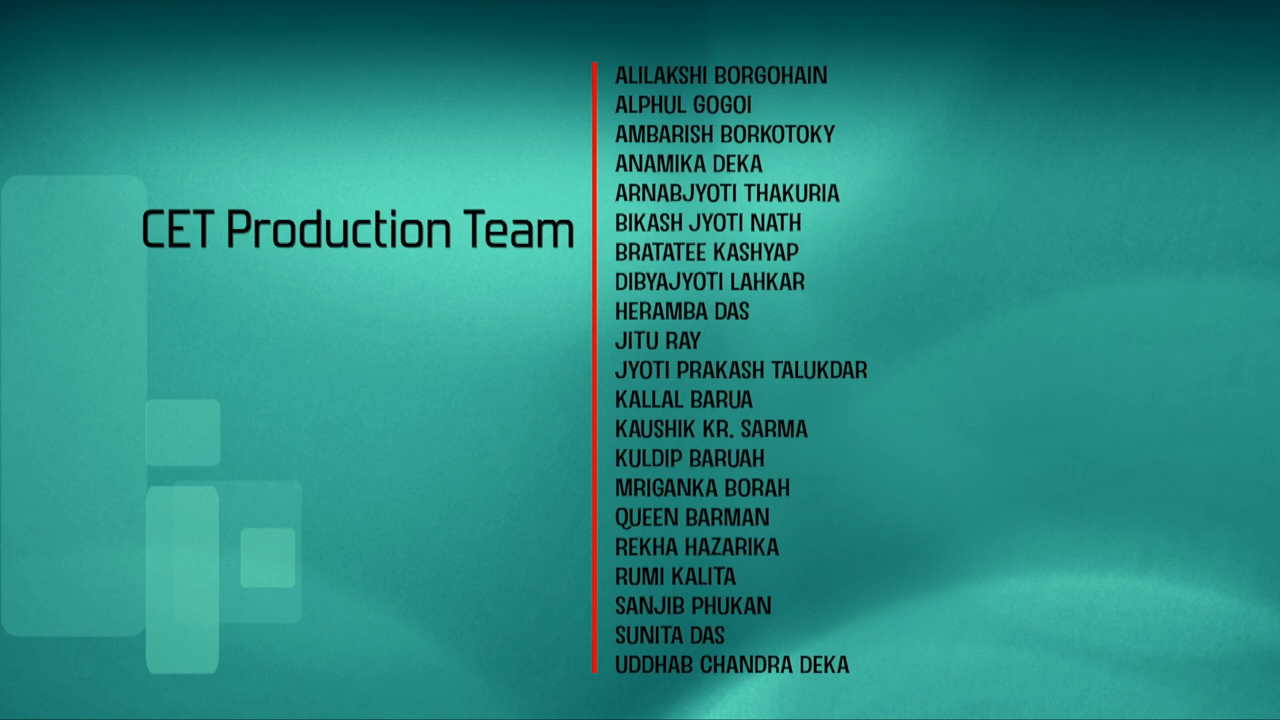 CET Production Team
ALILAKSHI BORGOHAIN
ALPHUL GOGOI
AMBARISH BORKOTOKY
ANAMIKA DEKA
ARNABJYOTI THAKURIA
BIKASH JYOTI NATH
BRATATEE KASHYAP
DIBYAJYOTI LAHKAR
HERAMBA DAS
JITU RAY
JYOTI PRAKASH TALUKDAR
KALLAL BARUA
KAUSHIK KR. SARMA
KULDIP BARUAH
MRIGANKA BORAH
QUEEN BARMAN
REKHA HAZARIKA
RUMI KALITA
SANJIB PHUKAN
SUNITA DAS
UDDHAB CHANDRA DEKA